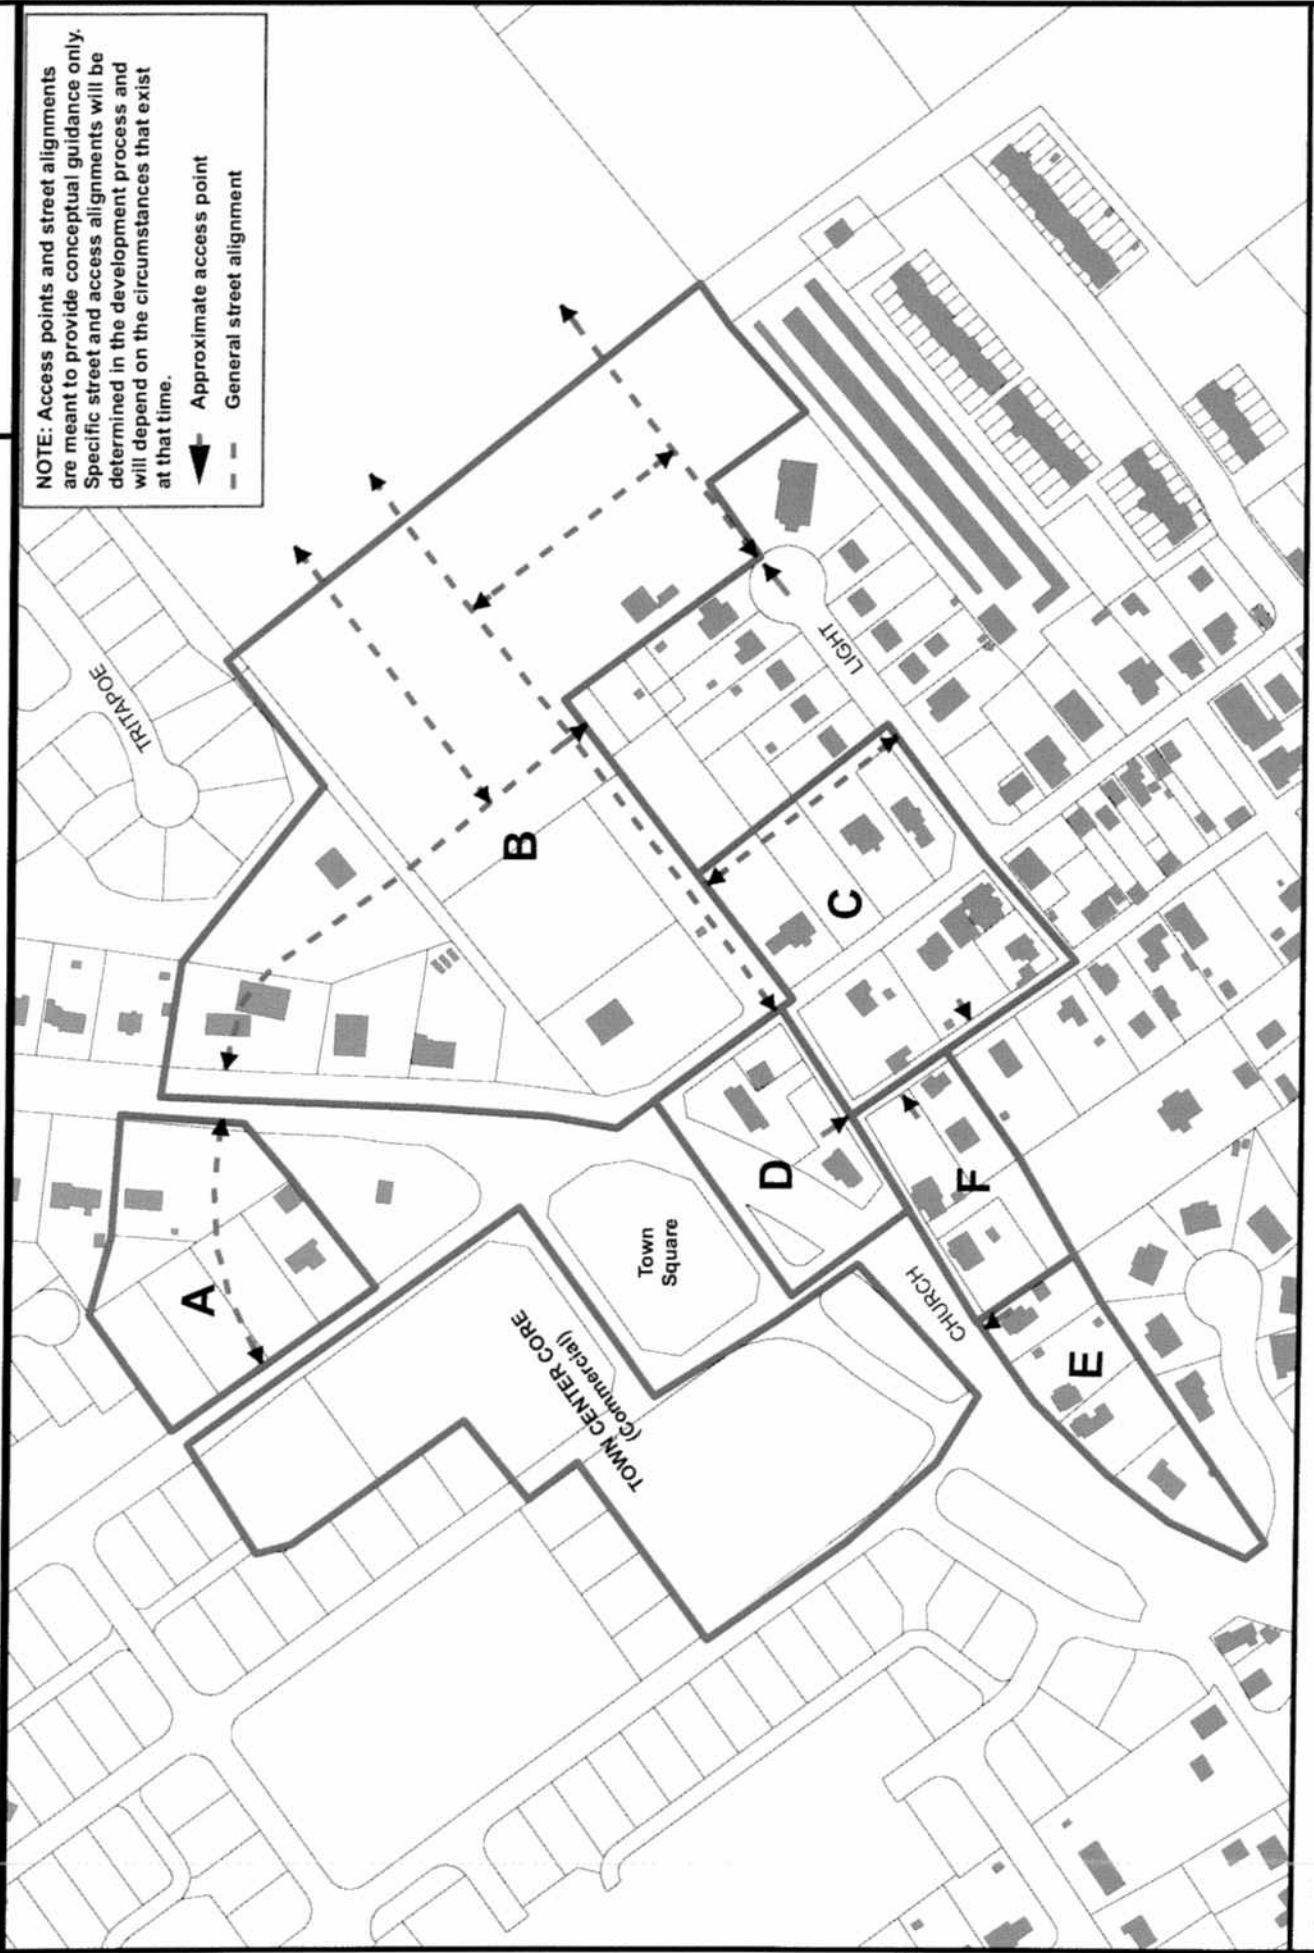 NOTE: Access points and street alignments
are meant to provide conceptual guidance only.
Specific street and access alignments will be
determined in the development process and
will depend on the circumstances that exist
at that time.
Approximate access point
General street alignment
TRITAPOE
LIGHT
B
C
A
D
Town
Square
F
E
CHURCH
TOWN CENTER CORE
(Commercial)